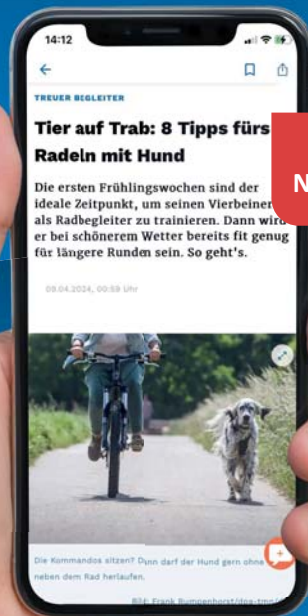 14:12
TREUER BEGLEITER
Tier auf Trab: 8 Tipps fürs
Radeln mit Hund
N
Die ersten Frühlingswochen sind der
ideale Zeitpunkt, um seinen Vierbeiner
als Radbegleiter zu trainieren. Dann wird
er bei schönerem Wetter bereits fit genug
für längere Runden sein. So geht's.
09.04.2024, 00:59 Uhr
Die Kommandos sitzen? Dann darf der Hund gern ohne
neben dem Rad herlaufen.
Bild: Frank Rumpenhorst/dpa-tmn/